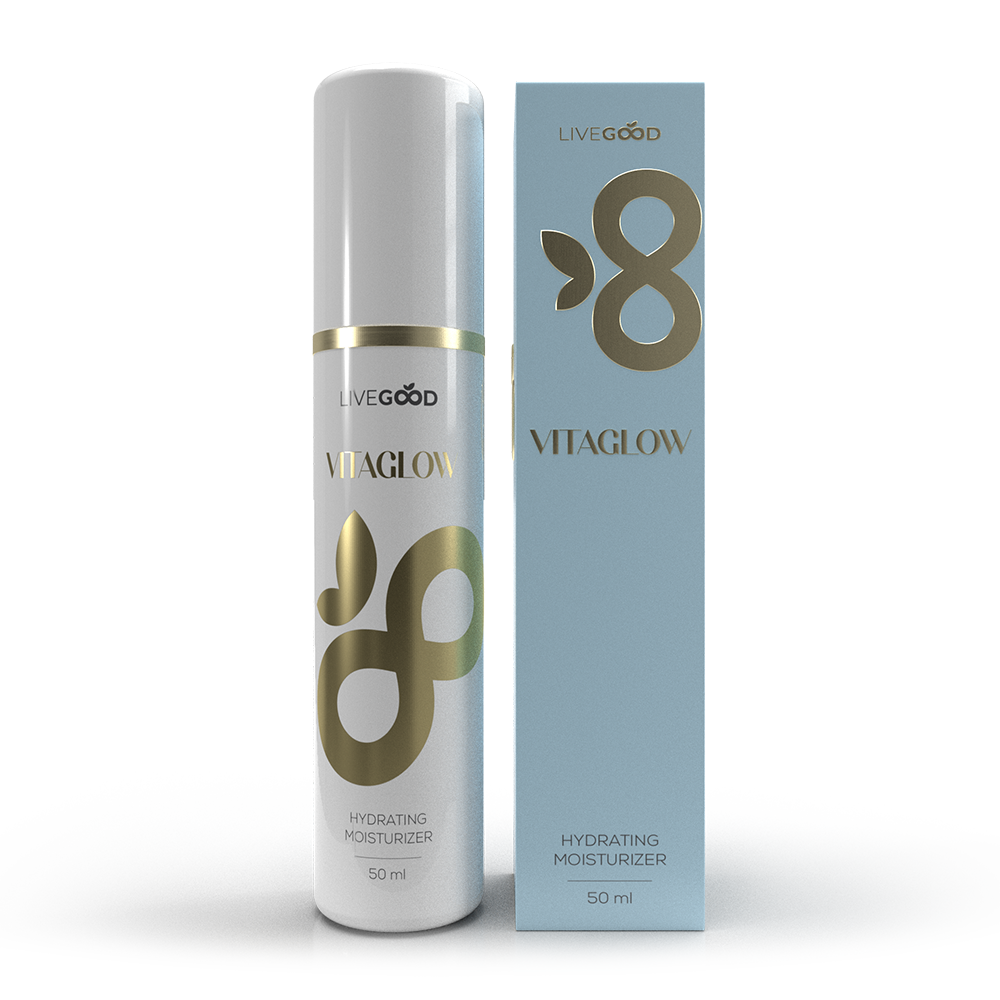 LIVEGOOD
VITAGLOW
HYDRATING
MOISTURIZER
50 ml
LIVEGOOD
VITAGLOW
HYDRATING
MOISTURIZER
50 ml